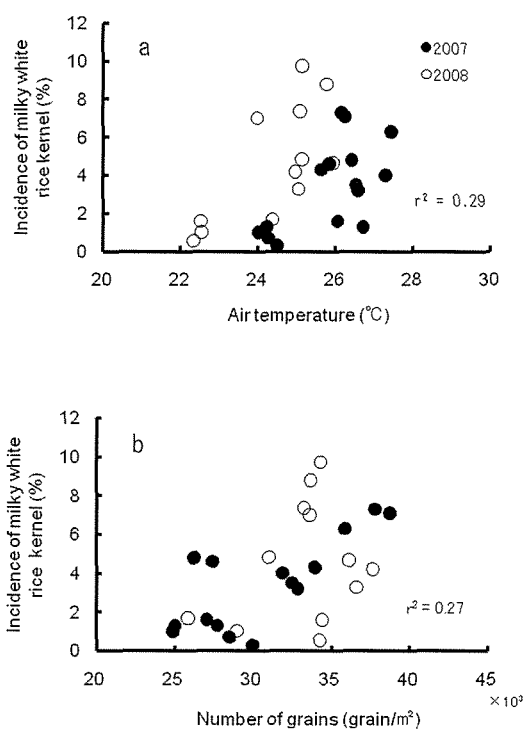 a
2007
2008
12
10
8
6
4
2
0
Incidence of milky white
rice kernel (%)
r² = 0.29
20 22 24 26 28 30
Air temperature (℃)
b
12
10
8
6
4
2
0
Incidence of milky white
rice kernel (%)
r² = 0.27
20 25 30 35 40 45
×10³
Number of grains (grain/m²)